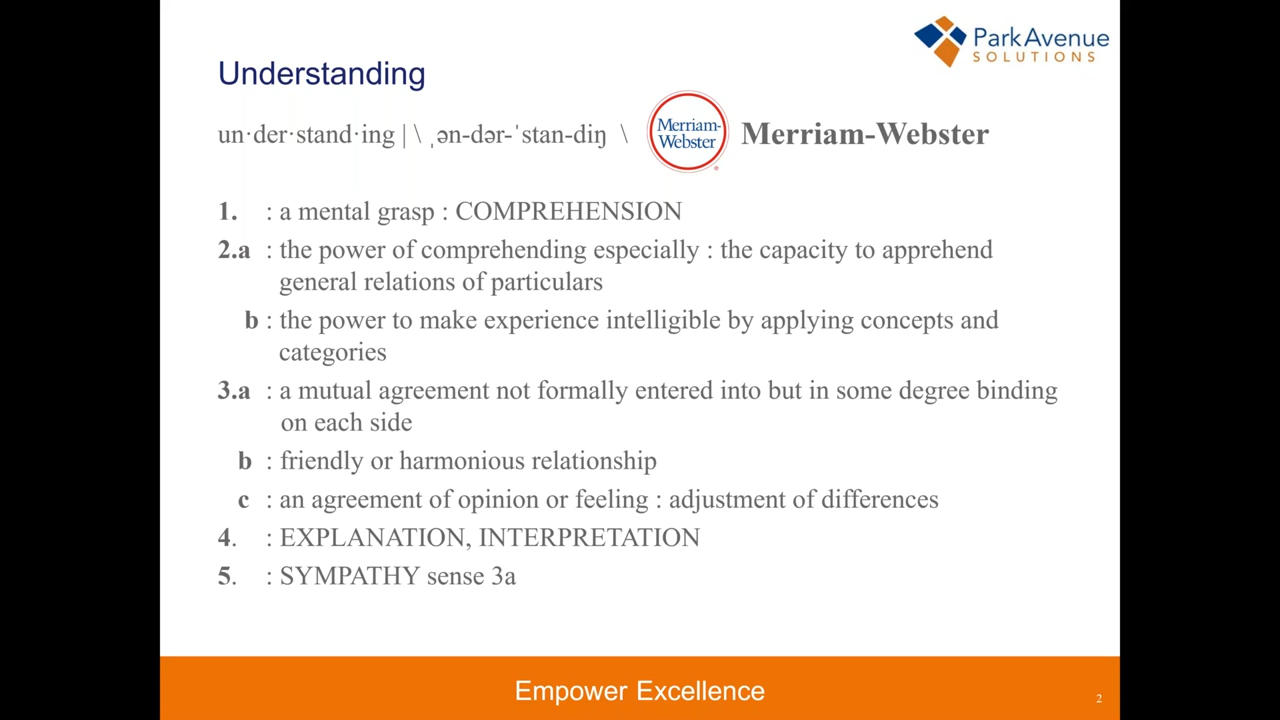 ParkAvenue
SOLUTIONS
Understanding
un·der·stand·ing | \ ˌən-dər-ˈstan-diŋ \
Merriam-
Webster
®
Merriam-Webster
1. : a mental grasp : COMPREHENSION
2.a : the power of comprehending especially : the capacity to apprehend
general relations of particulars
b : the power to make experience intelligible by applying concepts and
categories
3.a : a mutual agreement not formally entered into but in some degree binding
on each side
b : friendly or harmonious relationship
c : an agreement of opinion or feeling : adjustment of differences
4. : EXPLANATION, INTERPRETATION
5. : SYMPATHY sense 3a
Empower Excellence
2